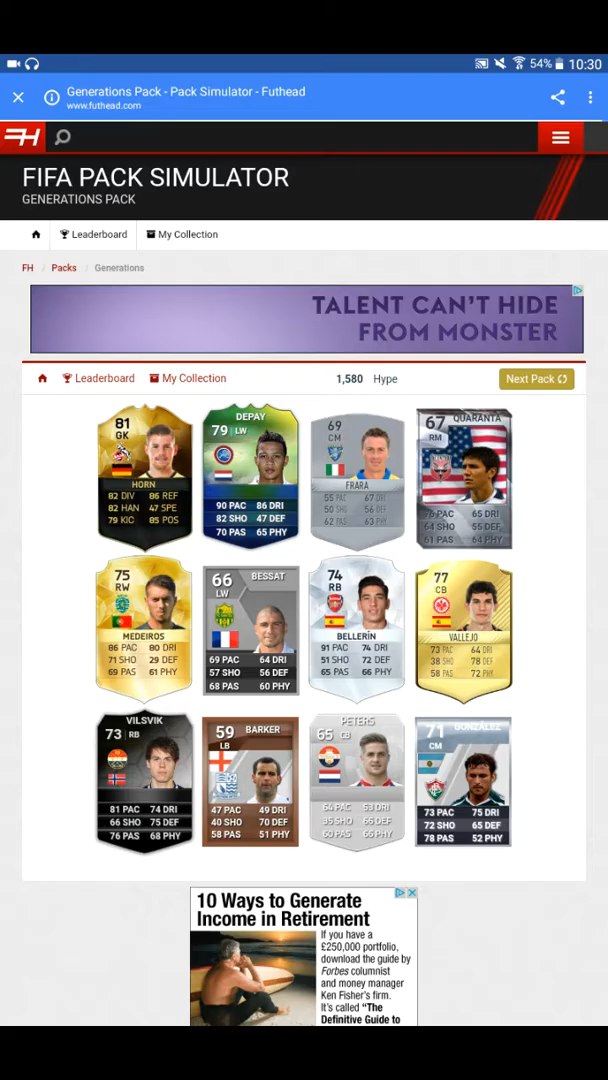 54% 10:30
Generations Pack - Pack Simulator - Futhead
www.futhead.com
FH
FIFA PACK SIMULATOR
GENERATIONS PACK
Leaderboard My Collection
FH / Packs / Generations
TALENT CAN'T HIDE
FROM MONSTER
Leaderboard My Collection 1,580 Hype Next Pack
81
GK
HORN
82 DIV 86 REF
82 HAN 47 SPE
79 KIC 85 POS
DEPAY
79 LW
90 PAC 86 DRI
82 SHO 47 DEF
70 PAS 65 PHY
69
CM
FRARA
55 PAC 67 DRI
50 SHO 56 DEF
62 PAS 63 PHY
QUARANTA
67
RM
76 PAC 65 DRI
64 SHO 55 DEF
61 PAS 64 PHY
75
RW
MEDEIROS
86 PAC 80 DRI
71 SHO 29 DEF
69 PAS 61 PHY
BESSAT
66
LW
69 PAC 64 DRI
57 SHO 56 DEF
68 PAS 60 PHY
74
RB
BELLERÍN
91 PAC 74 DRI
51 SHO 72 DEF
65 PAS 66 PHY
77
CB
VALLEJO
73 PAC 64 DRI
38 SHO 78 DEF
58 PAS 72 PHY
VILSVIK
73 RB
81 PAC 74 DRI
66 SHO 75 DEF
76 PAS 68 PHY
BARKER
59
LB
47 PAC 49 DRI
40 SHO 70 DEF
58 PAS 51 PHY
PETERS
65 CB
64 PAC 53 DRI
35 SHO 66 DEF
60 PAS 66 PHY
GONZÁLEZ
71
CM
73 PAC 75 DRI
72 SHO 65 DEF
78 PAS 52 PHY
10 Ways to Generate
Income in Retirement
If you have a
£250,000 portfolio,
download the guide by
Forbes columnist
and money manager
Ken Fisher's firm.
It's called "The
Definitive Guide to